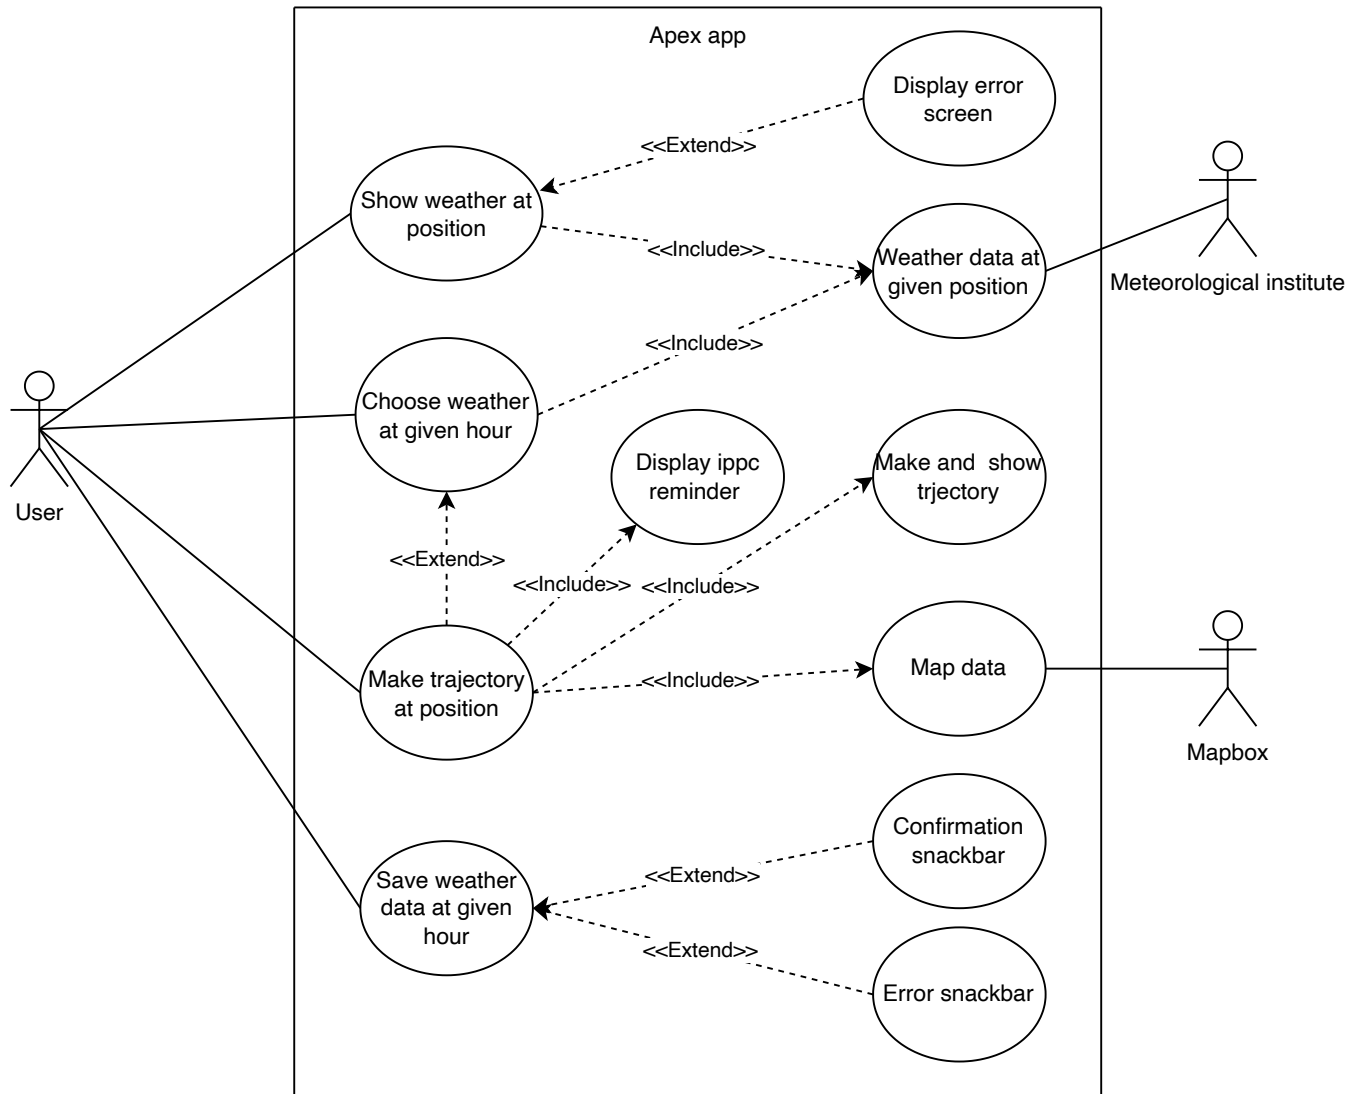 Apex app
Display error
screen
<<Extend>>
Show weather at
position
<<Include>>
Weather data at
given position
Meteorological institute
<<Include>>
Choose weather
at given hour
Display ippc
reminder
Make and  show
trjectory
User
<<Extend>>
<<Include>>
<<Include>>
Make trajectory
at position
<<Include>>
Map data
Mapbox
Confirmation
snackbar
<<Extend>>
Save weather
data at given
hour
<<Extend>>
Error snackbar